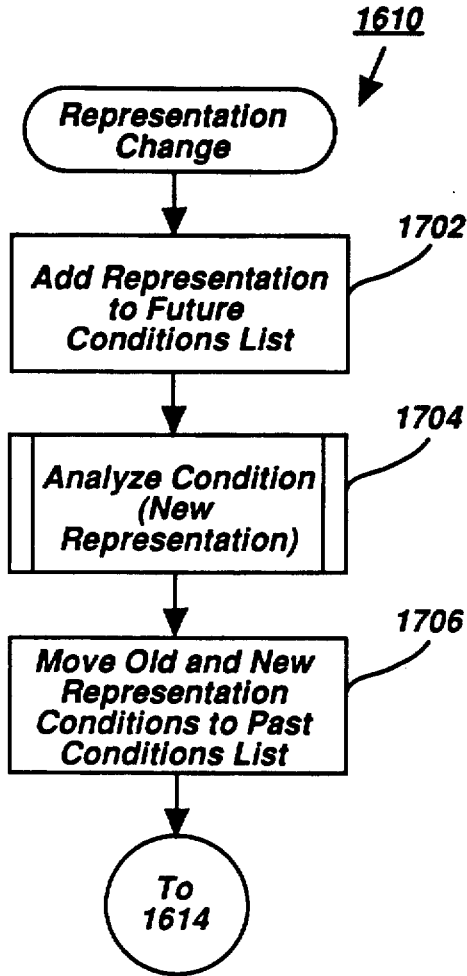 1610
Representation
Change
1702
Add Representation
to Future
Conditions List
1704
Analyze Condition
(New
Representation)
1706
Move Old and New
Representation
Conditions to Past
Conditions List
To
1614